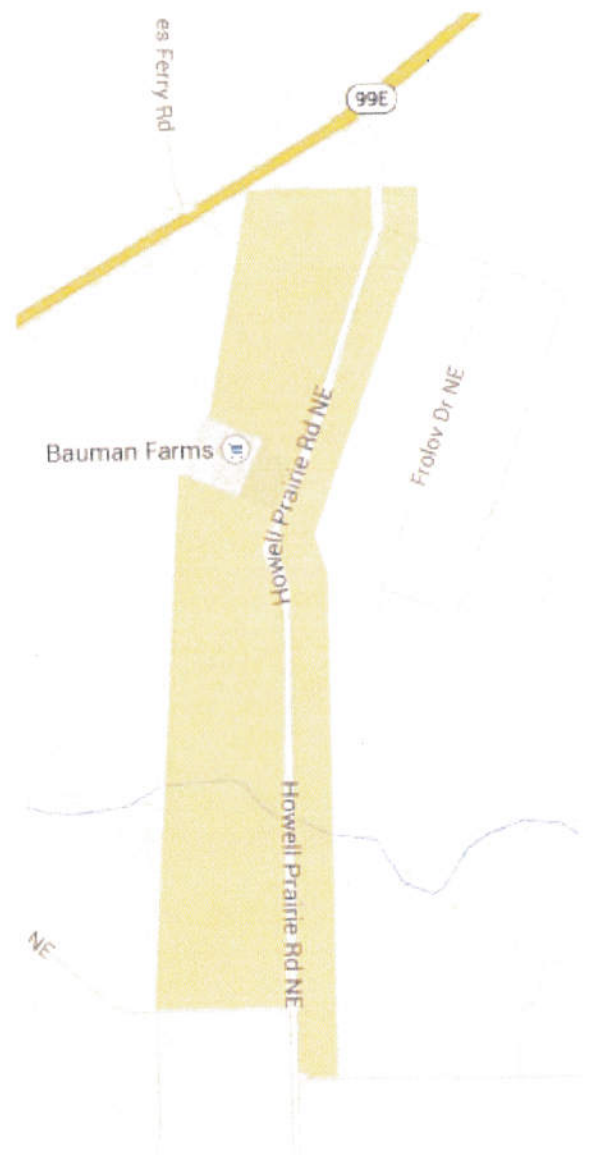 es Ferry Rd
99E
Howell Prairie Rd NE
Frolov Dr NE
Bauman Farms
Howell Prairie Rd NE
NE